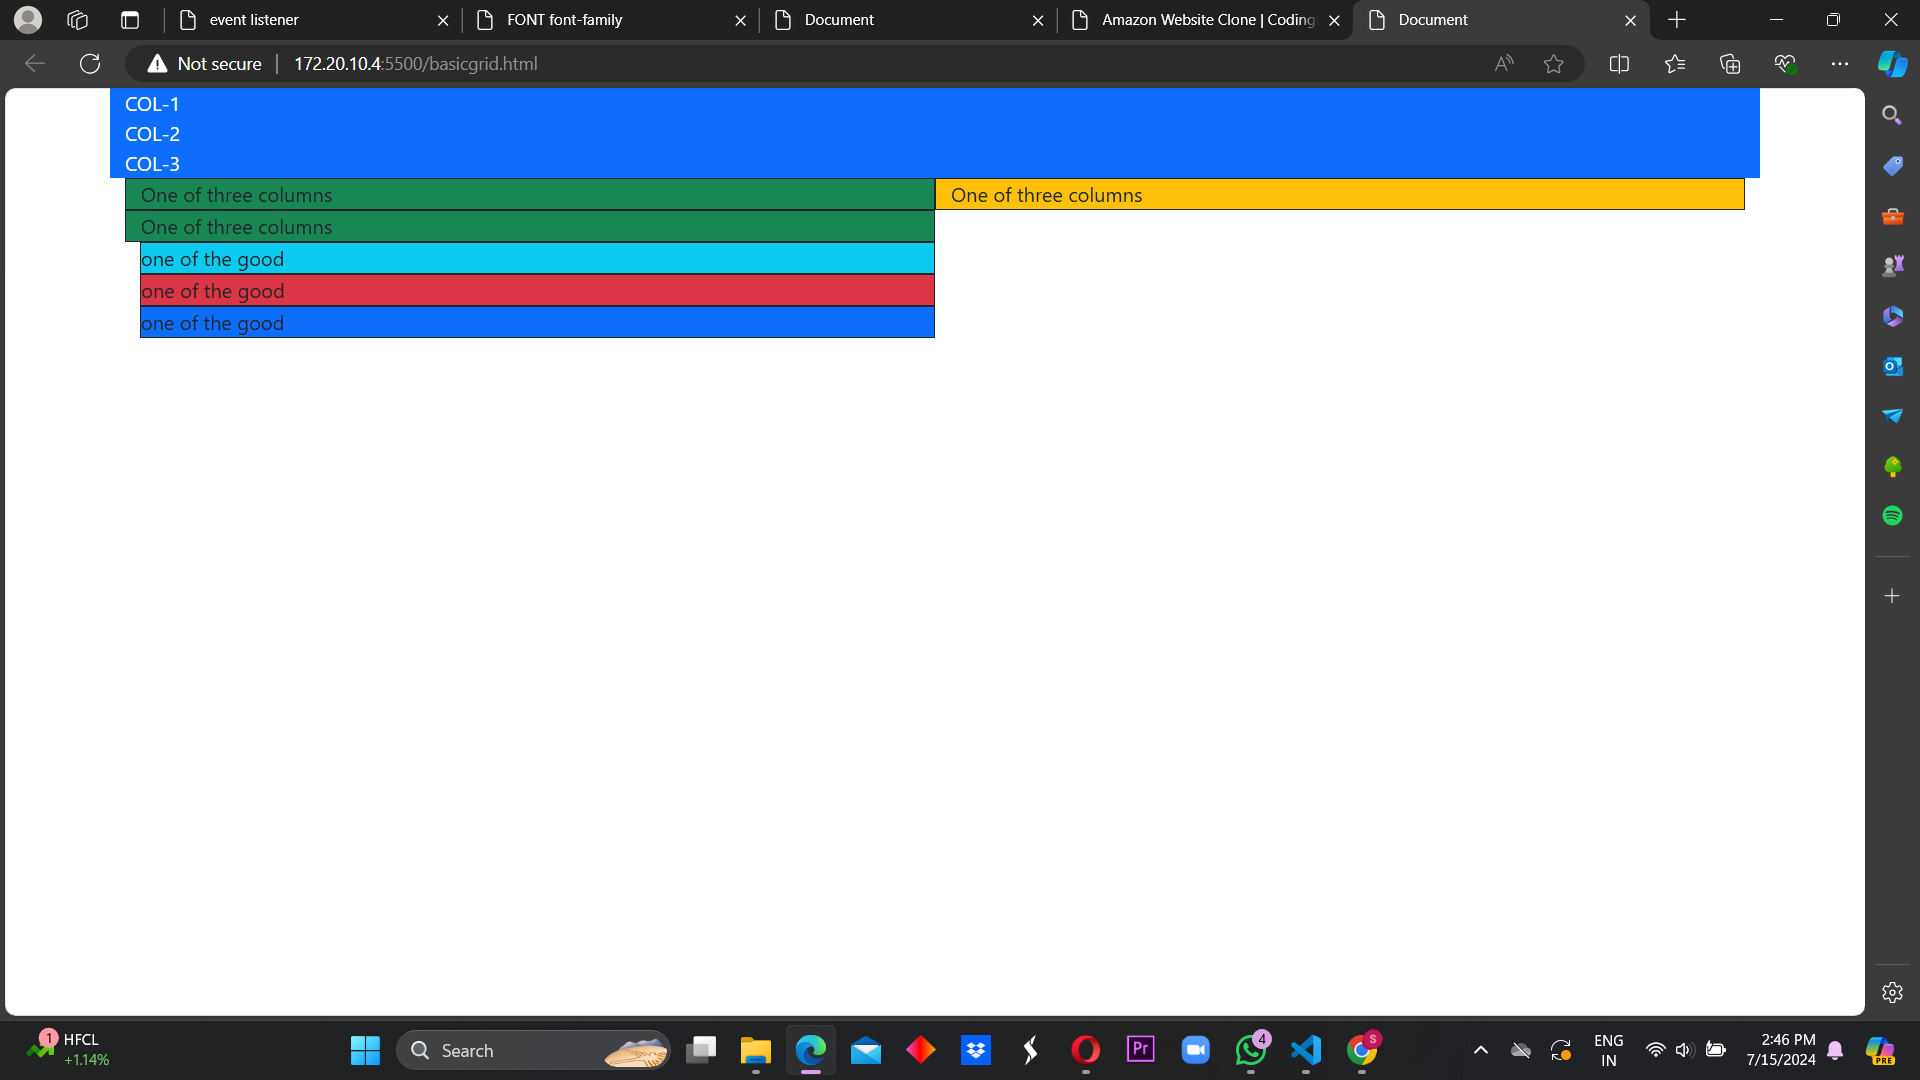 event listener
FONT font-family
Document
Amazon Website Clone | Coding
Document
Not secure
172.20.10.4:5500/basicgrid.html
COL-1
COL-2
COL-3
One of three columns
One of three columns
One of three columns
one of the good
one of the good
one of the good
1
HFCL
+1.14%
Search
Pr
4
S
ENG
IN
2:46 PM
7/15/2024
PRE